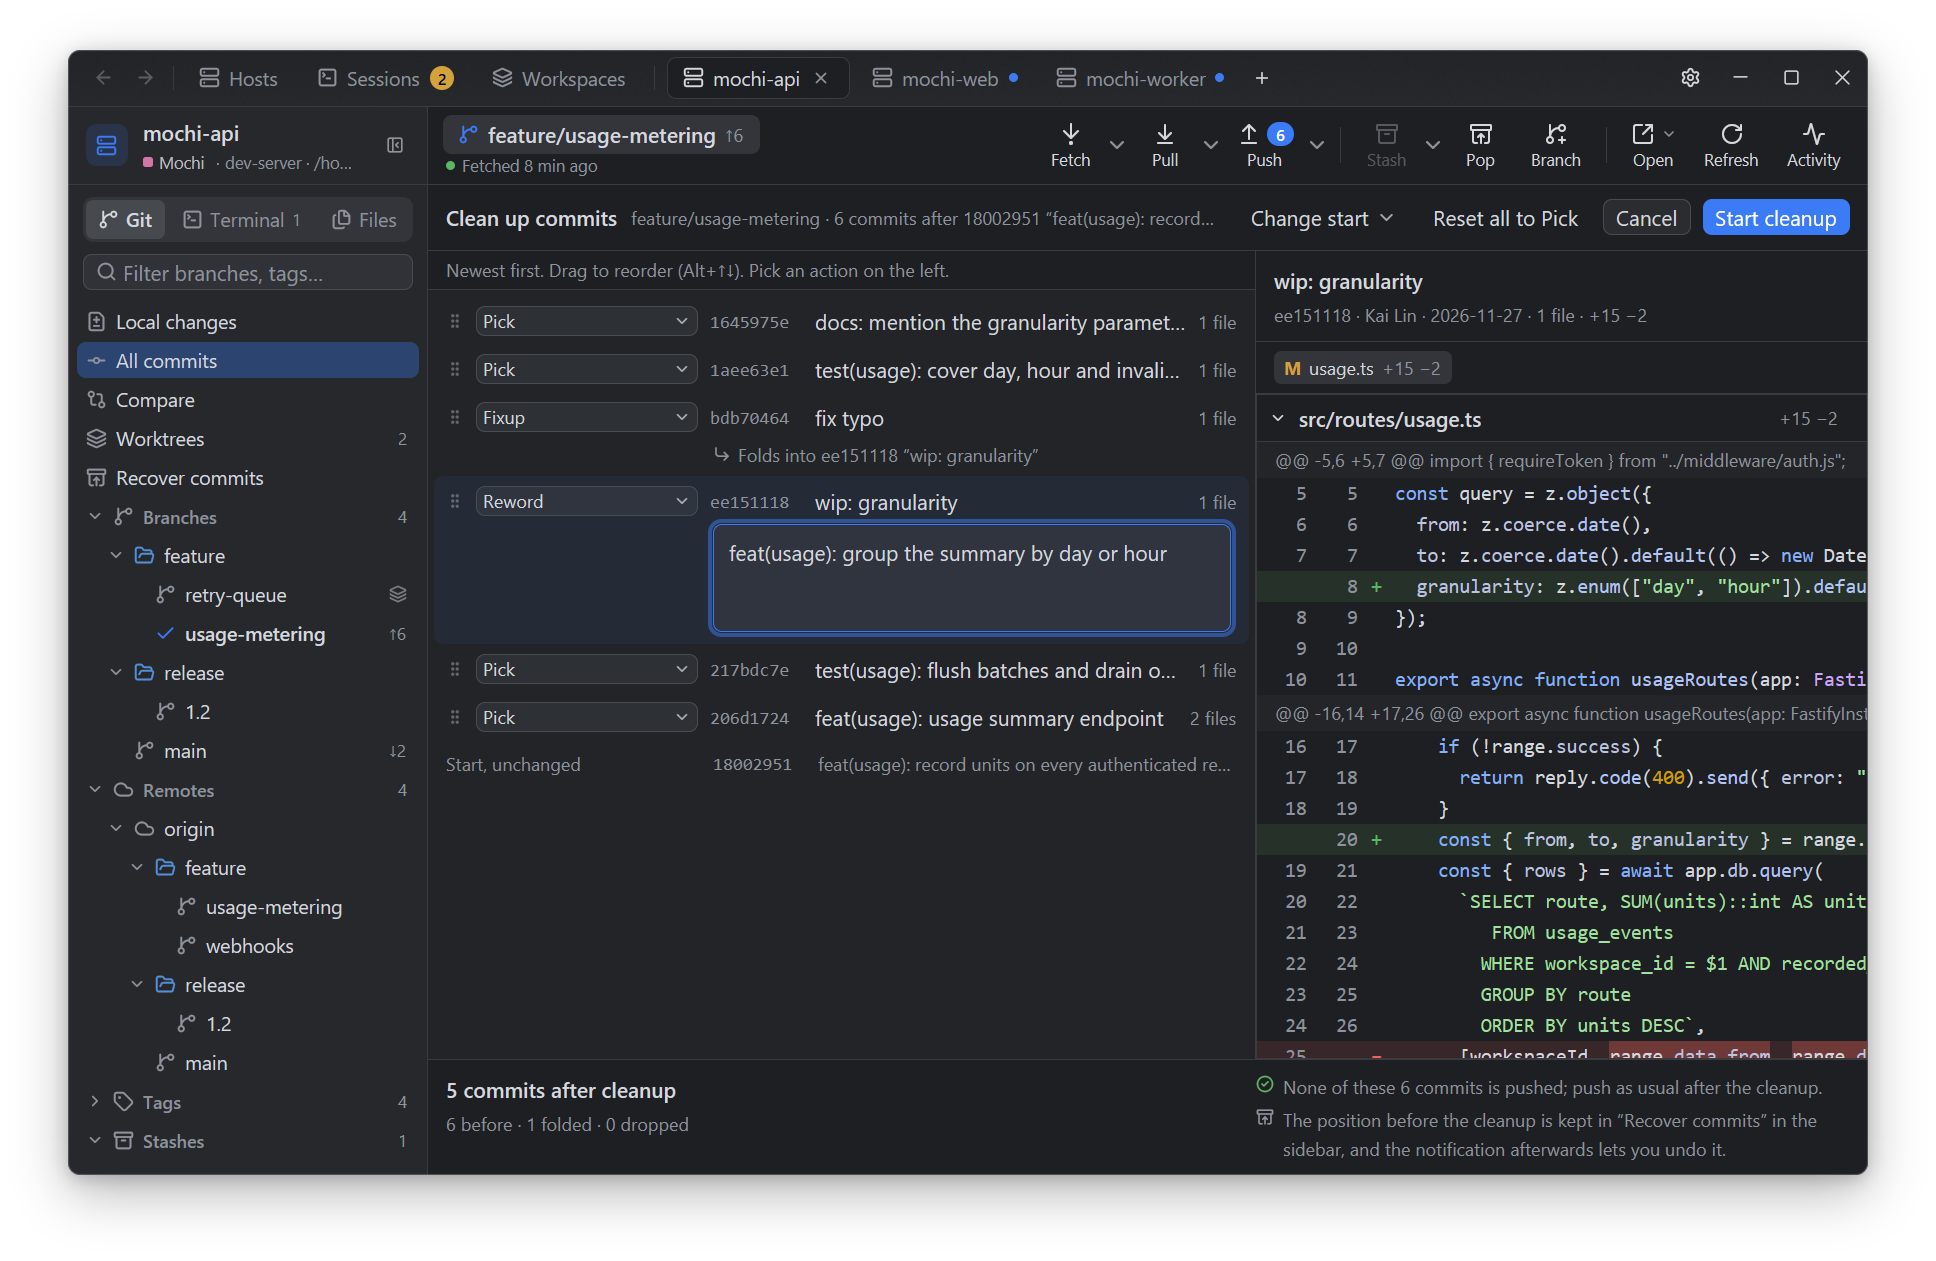 Hosts
Sessions 2
Workspaces
mochi-api
mochi-web
mochi-worker
mochi-api
Mochi · dev-server · /ho...
feature/usage-metering ↑6
Fetched 8 min ago
Fetch
Pull
Push 6
Stash
Pop
Branch
Open
Refresh
Activity
Git
Terminal 1
Files
Filter branches, tags...
Local changes
All commits
Compare
Worktrees 2
Recover commits
Branches 4
feature
retry-queue
usage-metering ↑6
release
1.2
main ↓2
Remotes 4
origin
feature
usage-metering
webhooks
release
1.2
main
Tags 4
Stashes 1
Clean up commits feature/usage-metering · 6 commits after 18002951 “feat(usage): record...
Change start
Reset all to Pick
Cancel
Start cleanup
Newest first. Drag to reorder (Alt+↑↓). Pick an action on the left.
Pick 1645975e docs: mention the granularity paramet... 1 file
Pick 1aee63e1 test(usage): cover day, hour and invali... 1 file
Fixup bdb70464 fix typo 1 file
Folds into ee151118 “wip: granularity”
Reword ee151118 wip: granularity 1 file
feat(usage): group the summary by day or hour
Pick 217bdc7e test(usage): flush batches and drain o... 1 file
Pick 206d1724 feat(usage): usage summary endpoint 2 files
Start, unchanged 18002951 feat(usage): record units on every authenticated re...
wip: granularity
ee151118 · Kai Lin · 2026-11-27 · 1 file · +15 −2
M usage.ts +15 −2
src/routes/usage.ts +15 −2
@@ -5,6 +5,7 @@ import { requireToken } from "../middleware/auth.js";
5 5 const query = z.object({
6 6 from: z.coerce.date(),
7 7 to: z.coerce.date().default(() => new Date
8 + granularity: z.enum(["day", "hour"]).defau
8 9 });
9 10
10 11 export async function usageRoutes(app: Fasti
@@ -16,14 +17,26 @@ export async function usageRoutes(app: FastifyInst
16 17 if (!range.success) {
17 18 return reply.code(400).send({ error: "
18 19 }
20 + const { from, to, granularity } = range.
19 21 const { rows } = await app.db.query(
20 22 `SELECT route, SUM(units)::int AS unit
21 23 FROM usage_events
22 24 WHERE workspace_id = $1 AND recorded
23 25 GROUP BY route
24 26 ORDER BY units DESC`,
25 − [workspaceId, range.data.from, range.d
5 commits after cleanup
6 before · 1 folded · 0 dropped
None of these 6 commits is pushed; push as usual after the cleanup.
The position before the cleanup is kept in “Recover commits” in the
sidebar, and the notification afterwards lets you undo it.